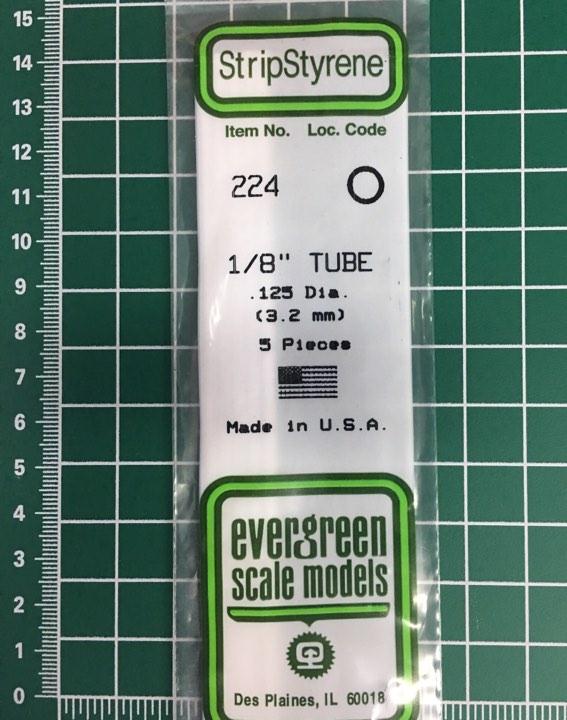 StripStyrene
Item No. Loc. Code
224
1/8" TUBE
.125 Dia.
(3.2 mm)
5 Pieces
Made in U.S.A.
evergreen
scale models
Des Plaines, IL 60018
15
14
13
12
11
10
9
8
7
6
5
4
3
2
1
0